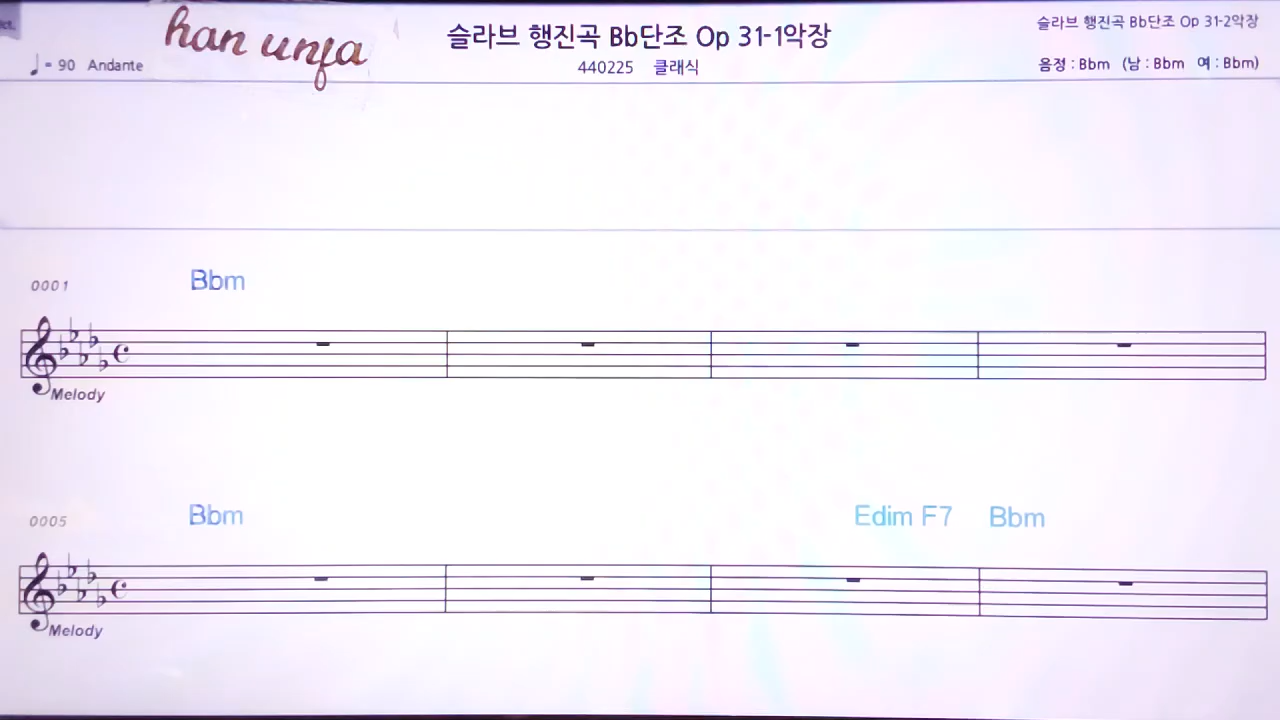 han unfa
슬라브 행진곡 Bb단조 Op 31-1악장
슬라브 행진곡 Bb단조 Op 31-2악장
♩ = 90 Andante
440225 클래식
음정 : Bbm (남 : Bbm 여 : Bbm)
0001 Bbm
Melody
0005 Bbm Edim F7 Bbm
Melody